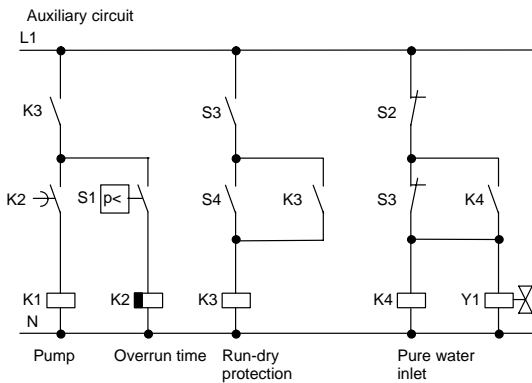 Auxiliary circuit
L1
K3 S3 S2
K2 S1 p< S4 K3 S3 K4
K1 K2 K3 K4 Y1
N
Pump Overrun time Run-dry protection Pure water inlet